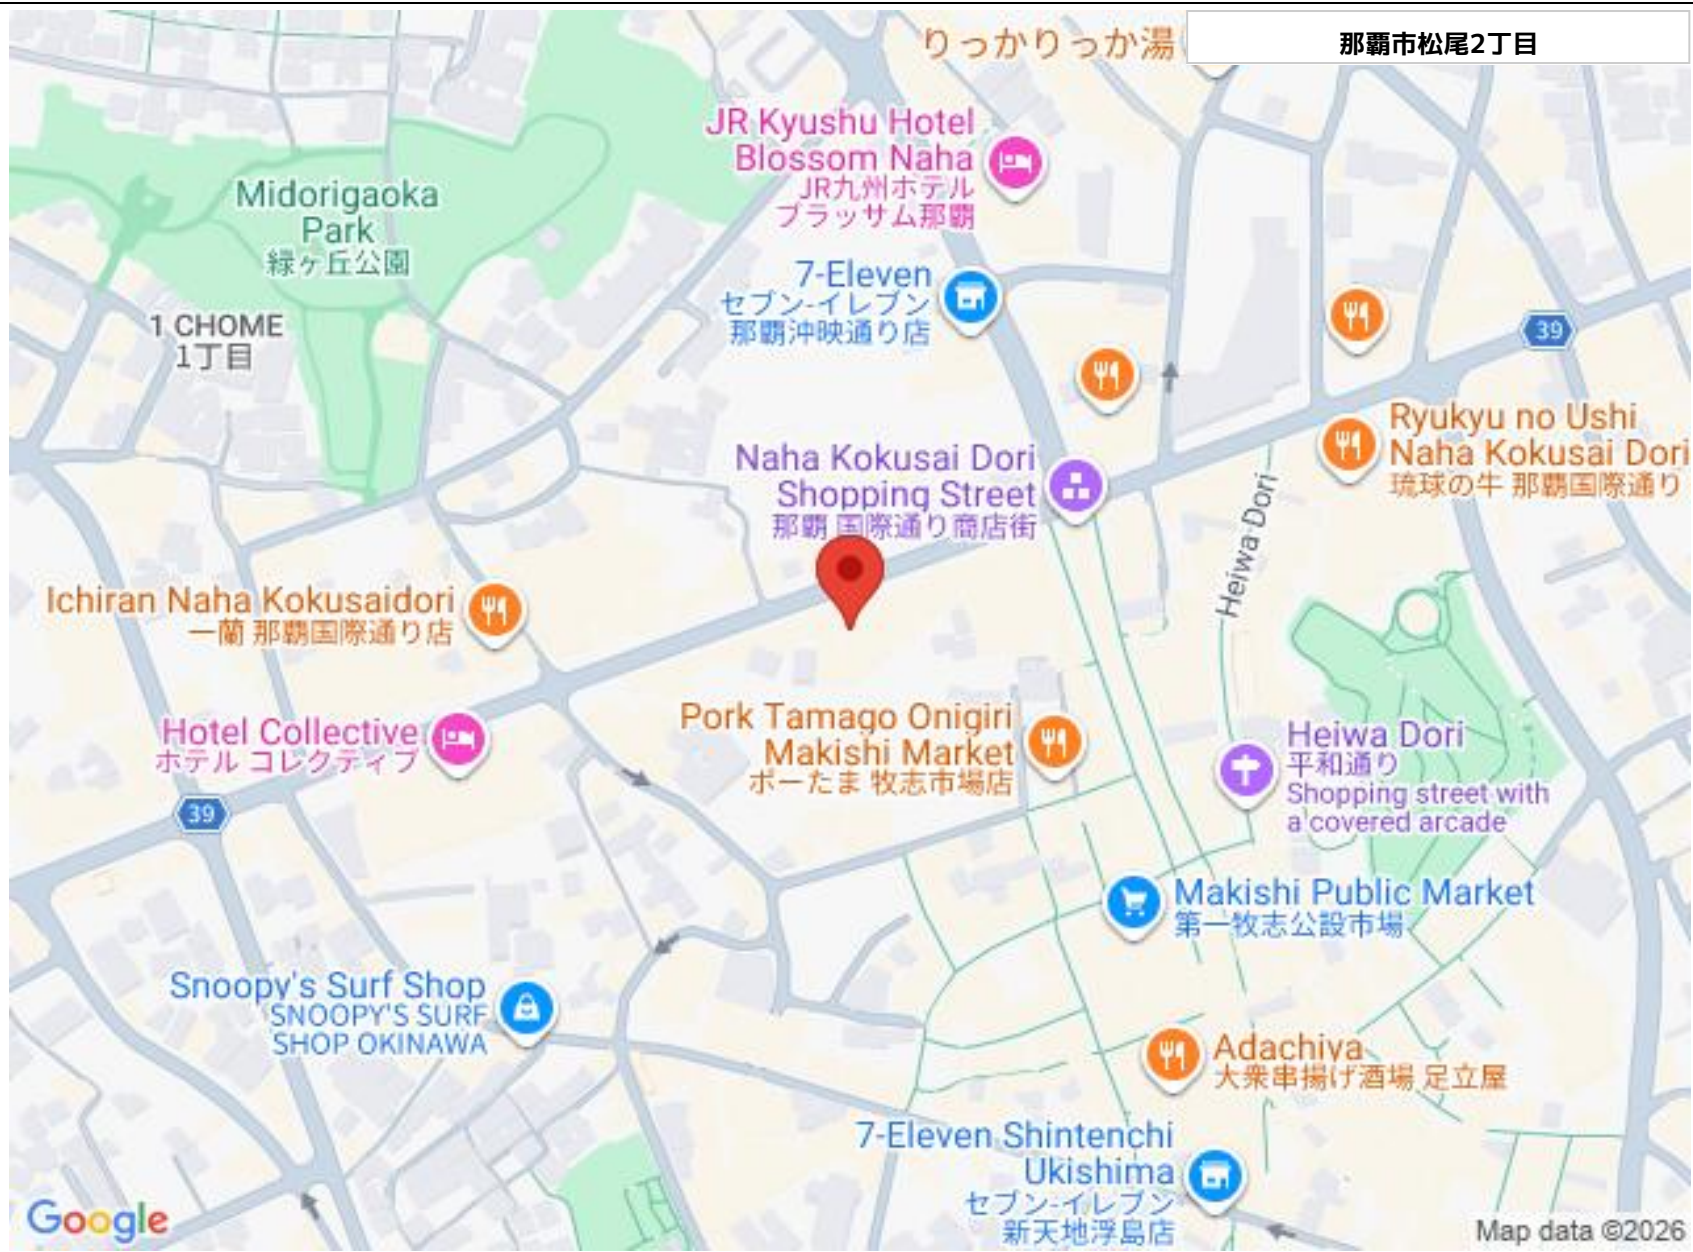 りっかりっか湯
那覇市松尾2丁目
JR Kyushu Hotel
Blossom Naha
JR九州ホテル
ブラッサム那覇
Midorigaoka
Park
緑ヶ丘公園
7-Eleven
セブン-イレブン
那覇沖映通り店
1 CHOME
1丁目
39
Ryukyu no Ushi
Naha Kokusai Dori
琉球の牛 那覇国際通り
Naha Kokusai Dori
Shopping Street
那覇 国際通り商店街
Heiwa Dori
Ichiran Naha Kokusaidori
一蘭 那覇国際通り店
Hotel Collective
ホテル コレクティブ
Pork Tamago Onigiri
Makishi Market
ポーたま 牧志市場店
Heiwa Dori
平和通り
Shopping street with
a covered arcade
39
Makishi Public Market
第一牧志公設市場
Snoopy's Surf Shop
SNOOPY'S SURF
SHOP OKINAWA
Adachiya
大衆串揚げ酒場 足立屋
7-Eleven Shintenchi
Ukishima
セブン-イレブン
新天地浮島店
Google
Map data ©2026